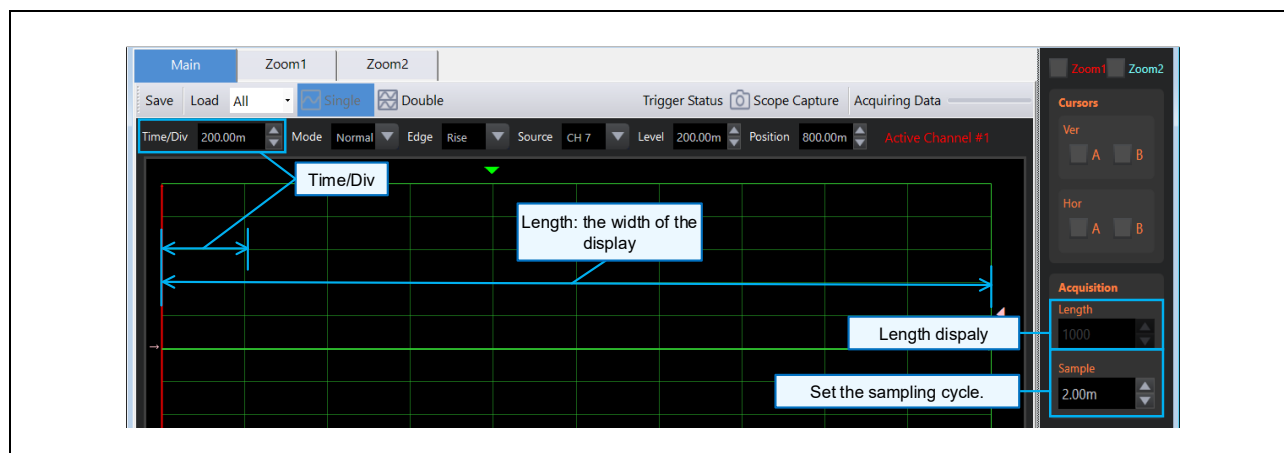 Main Zoom1 Zoom2
Zoom1 Zoom2
Save Load All Single Double Trigger Status Scope Capture Acquiring Data
Cursors
Time/Div 200.00m Mode Normal Edge Rise Source CH 7 Level 200.00m Position 800.00m Active Channel #1
Ver
A B
Time/Div
Hor
Length: the width of the
display
A B
Acquisition
Length
Length dispaly
1000
Sample
Set the sampling cycle.
2.00m